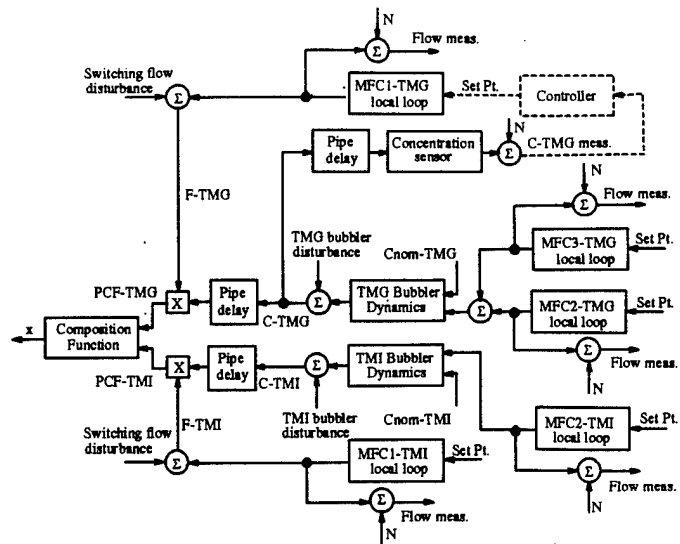 N
Σ
Flow meas.
Switching flow
disturbance
Σ
MFC1-TMG
local loop
Set Pt.
Controller
N
Pipe
delay
Concentration
sensor
Σ
C-TMG meas.
F-TMG
N
Σ
Flow meas.
TMG bubbler
disturbance
Cnom-TMG
MFC3-TMG
local loop
Set Pt.
PCF-TMG
X
Pipe
delay
C-TMG
Σ
TMG Bubbler
Dynamics
Σ
MFC2-TMG
local loop
Set Pt.
x
Composition
Function
Σ
Flow meas.
N
PCF-TMI
X
Pipe
delay
C-TMI
Σ
TMI Bubbler
Dynamics
F-TMI
TMI bubbler
disturbance
Cnom-TMI
MFC2-TMI
local loop
Set Pt.
Switching flow
disturbance
Σ
MFC1-TMI
local loop
Set Pt.
Σ
Flow meas.
N
Σ
Flow meas.
N